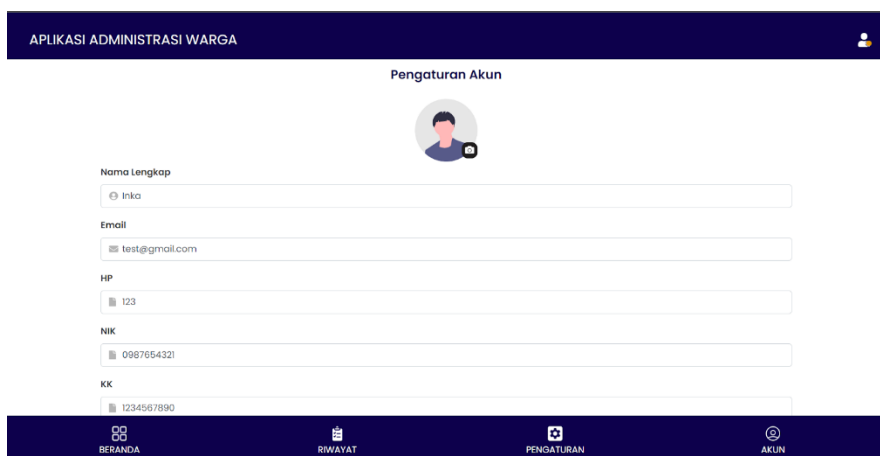 APLIKASI ADMINISTRASI WARGA
Pengaturan Akun
Nama Lengkap
Inka
Email
test@gmail.com
HP
123
NIK
0987654321
KK
1234567890
BERANDA
RIWAYAT
PENGATURAN
AKUN